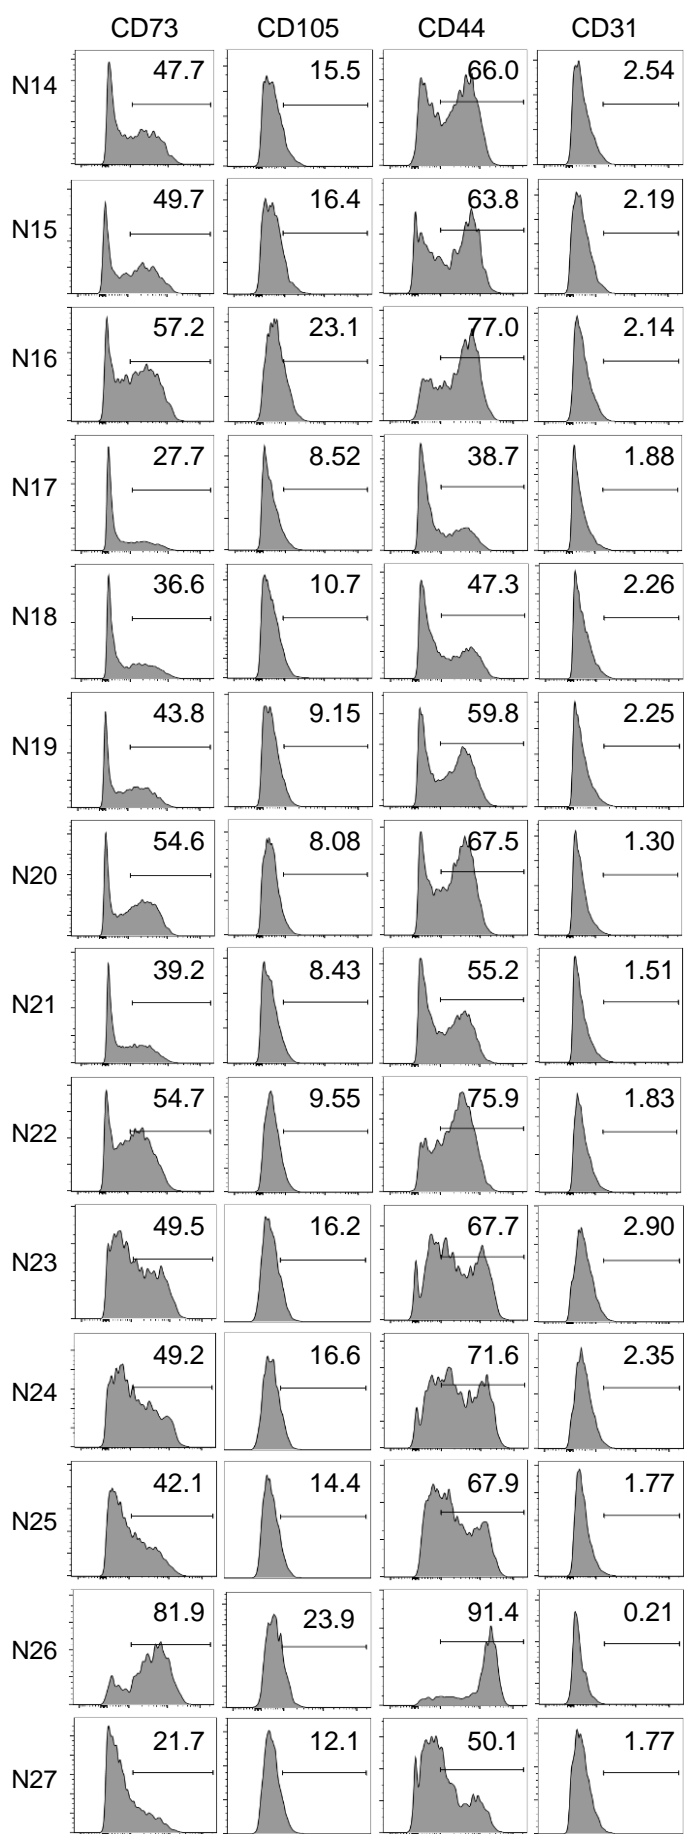 CD73 CD105 CD44 CD31
N14 47.7 15.5 66.0 2.54
N15 49.7 16.4 63.8 2.19
N16 57.2 23.1 77.0 2.14
N17 27.7 8.52 38.7 1.88
N18 36.6 10.7 47.3 2.26
N19 43.8 9.15 59.8 2.25
N20 54.6 8.08 67.5 1.30
N21 39.2 8.43 55.2 1.51
N22 54.7 9.55 75.9 1.83
N23 49.5 16.2 67.7 2.90
N24 49.2 16.6 71.6 2.35
N25 42.1 14.4 67.9 1.77
N26 81.9 23.9 91.4 0.21
N27 21.7 12.1 50.1 1.77